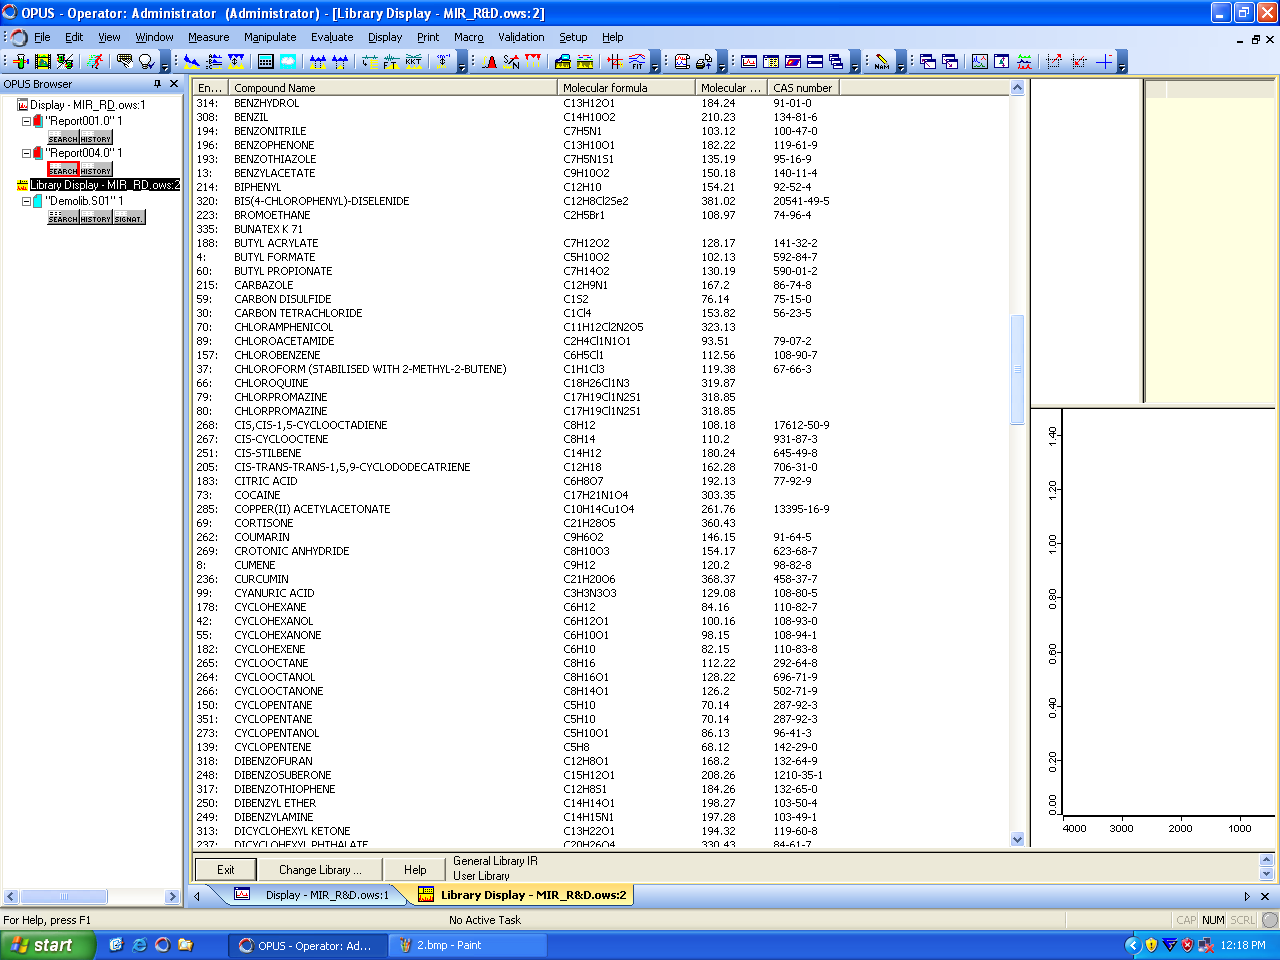 OPUS - Operator: Administrator  (Administrator) - [Library Display - MIR_R&D.ows:2]
File Edit View Window Measure Manipulate Evaluate Display Print Macro Validation Setup Help
OPUS Browser
Display - MIR_RD.ows:1
"Report001.0" 1
SEARCH HISTORY
"Report004.0" 1
SEARCH HISTORY
Library Display - MIR_RD.ows:2
"Demolib.S01" 1
SEARCH HISTORY SIGNAT.
En... Compound Name Molecular formula Molecular ... CAS number
314: BENZHYDROL C13H12O1 184.24 91-01-0
308: BENZIL C14H10O2 210.23 134-81-6
194: BENZONITRILE C7H5N1 103.12 100-47-0
196: BENZOPHENONE C13H10O1 182.22 119-61-9
193: BENZOTHIAZOLE C7H5N1S1 135.19 95-16-9
13: BENZYLACETATE C9H10O2 150.18 140-11-4
214: BIPHENYL C12H10 154.21 92-52-4
320: BIS(4-CHLOROPHENYL)-DISELENIDE C12H8Cl2Se2 381.02 20541-49-5
223: BROMOETHANE C2H5Br1 108.97 74-96-4
335: BUNATEX K 71
188: BUTYL ACRYLATE C7H12O2 128.17 141-32-2
4: BUTYL FORMATE C5H10O2 102.13 592-84-7
60: BUTYL PROPIONATE C7H14O2 130.19 590-01-2
215: CARBAZOLE C12H9N1 167.2 86-74-8
59: CARBON DISULFIDE C1S2 76.14 75-15-0
30: CARBON TETRACHLORIDE C1Cl4 153.82 56-23-5
70: CHLORAMPHENICOL C11H12Cl2N2O5 323.13
89: CHLOROACETAMIDE C2H4Cl1N1O1 93.51 79-07-2
157: CHLOROBENZENE C6H5Cl1 112.56 108-90-7
37: CHLOROFORM (STABILISED WITH 2-METHYL-2-BUTENE) C1H1Cl3 119.38 67-66-3
66: CHLOROQUINE C18H26Cl1N3 319.87
79: CHLORPROMAZINE C17H19Cl1N2S1 318.85
80: CHLORPROMAZINE C17H19Cl1N2S1 318.85
268: CIS,CIS-1,5-CYCLOOCTADIENE C8H12 108.18 17612-50-9
267: CIS-CYCLOOCTENE C8H14 110.2 931-87-3
251: CIS-STILBENE C14H12 180.24 645-49-8
205: CIS-TRANS-TRANS-1,5,9-CYCLODODECATRIENE C12H18 162.28 706-31-0
183: CITRIC ACID C6H8O7 192.13 77-92-9
73: COCAINE C17H21N1O4 303.35
285: COPPER(II) ACETYLACETONATE C10H14Cu1O4 261.76 13395-16-9
69: CORTISONE C21H28O5 360.43
262: COUMARIN C9H6O2 146.15 91-64-5
269: CROTONIC ANHYDRIDE C8H10O3 154.17 623-68-7
8: CUMENE C9H12 120.2 98-82-8
236: CURCUMIN C21H20O6 368.37 458-37-7
99: CYANURIC ACID C3H3N3O3 129.08 108-80-5
178: CYCLOHEXANE C6H12 84.16 110-82-7
42: CYCLOHEXANOL C6H12O1 100.16 108-93-0
55: CYCLOHEXANONE C6H10O1 98.15 108-94-1
182: CYCLOHEXENE C6H10 82.15 110-83-8
265: CYCLOOCTANE C8H16 112.22 292-64-8
264: CYCLOOCTANOL C8H16O1 128.22 696-71-9
266: CYCLOOCTANONE C8H14O1 126.2 502-71-9
150: CYCLOPENTANE C5H10 70.14 287-92-3
351: CYCLOPENTANE C5H10 70.14 287-92-3
273: CYCLOPENTANOL C5H10O1 86.13 96-41-3
139: CYCLOPENTENE C5H8 68.12 142-29-0
318: DIBENZOFURAN C12H8O1 168.2 132-64-9
248: DIBENZOSUBERONE C15H12O1 208.26 1210-35-1
317: DIBENZOTHIOPHENE C12H8S1 184.26 132-65-0
250: DIBENZYL ETHER C14H14O1 198.27 103-50-4
249: DIBENZYLAMINE C14H15N1 197.28 103-49-1
313: DICYCLOHEXYL KETONE C13H22O1 194.32 119-60-8
237: DICYCLOHEXYL PHTHALATE C20H26O4 330.43 84-61-7
1.40
1.20
1.00
0.80
0.60
0.40
0.20
0.00
4000 3000 2000 1000
Exit Change Library ... Help
General Library IR
User Library
Display - MIR_R&D.ows:1 Library Display - MIR_R&D.ows:2
For Help, press F1 No Active Task CAP NUM SCRL
start OPUS - Operator: Ad... 2.bmp - Paint 12:18 PM